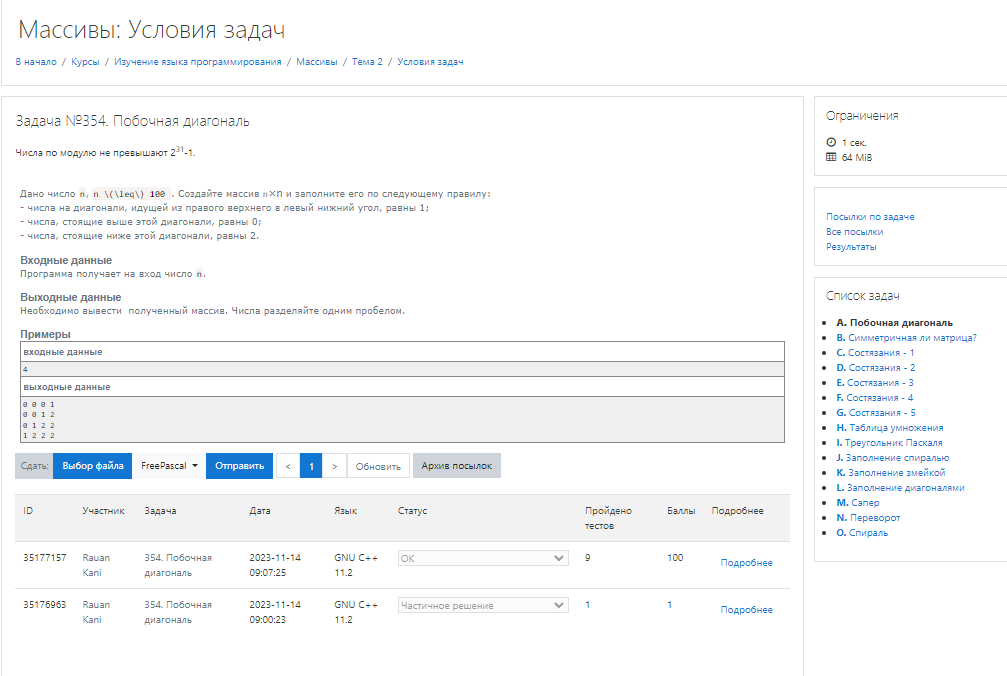 Массивы: Условия задач
В начало / Курсы / Изучение языка программирования / Массивы / Тема 2 / Условия задач
Задача №354. Побочная диагональ
Числа по модулю не превышают 2^31-1.
Дано число n, n \(\leq\) 100 . Создайте массив n×n и заполните его по следующему правилу:
- числа на диагонали, идущей из правого верхнего в левый нижний угол, равны 1;
- числа, стоящие выше этой диагонали, равны 0;
- числа, стоящие ниже этой диагонали, равны 2.
Входные данные
Программа получает на вход число n.
Выходные данные
Необходимо вывести полученный массив. Числа разделяйте одним пробелом.
Примеры
входные данные
4
выходные данные
0 0 0 1
0 0 1 2
0 1 2 2
1 2 2 2
Сдать: Выбор файла FreePascal Отправить < 1 > Обновить Архив посылок
ID Участник Задача Дата Язык Статус Пройдено тестов Баллы Подробнее
35177157 Rauan Kani 354. Побочная диагональ 2023-11-14 09:07:25 GNU C++ 11.2 OK 9 100 Подробнее
35176963 Rauan Kani 354. Побочная диагональ 2023-11-14 09:00:23 GNU C++ 11.2 Частичное решение 1 1 Подробнее
Ограничения
1 сек.
64 MiB
Посылки по задаче
Все посылки
Результаты
Список задач
A. Побочная диагональ
B. Симметричная ли матрица?
C. Состязания - 1
D. Состязания - 2
E. Состязания - 3
F. Состязания - 4
G. Состязания - 5
H. Таблица умножения
I. Треугольник Паскаля
J. Заполнение спиралью
K. Заполнение змейкой
L. Заполнение диагоналями
M. Сапер
N. Переворот
O. Спираль